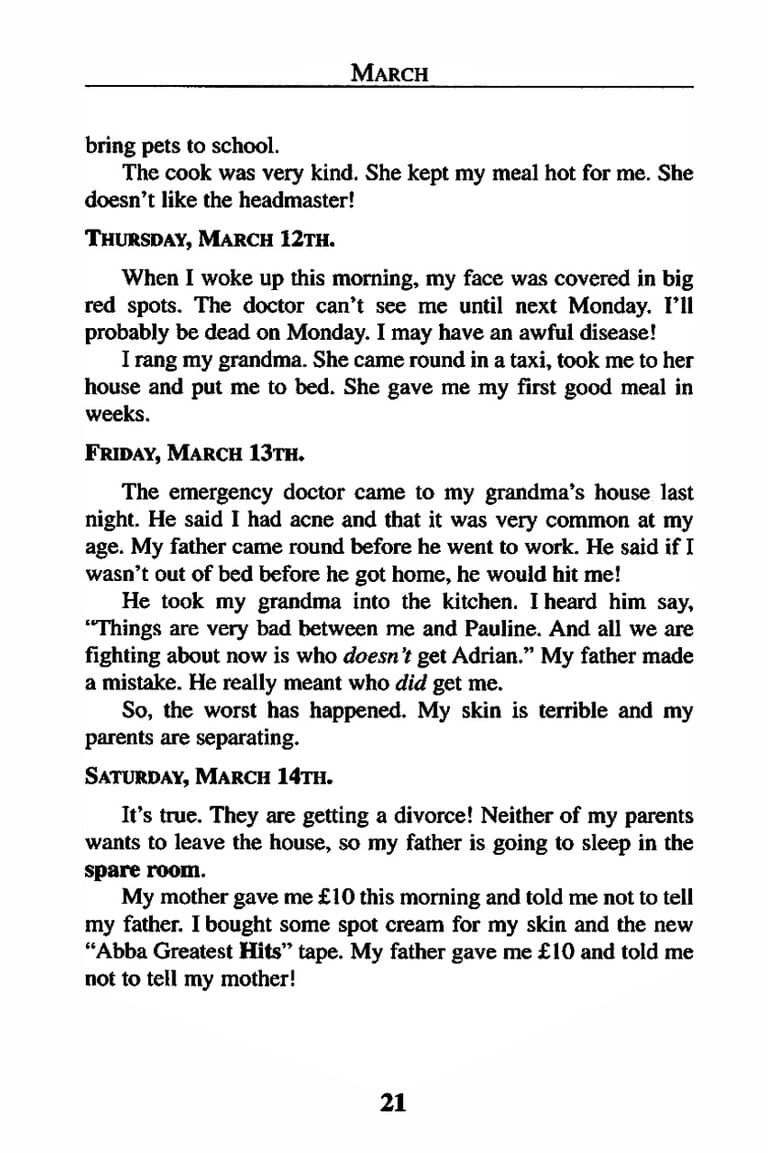 MARCH
bring pets to school.
The cook was very kind. She kept my meal hot for me. She
doesn't like the headmaster!
THURSDAY, MARCH 12TH.
When I woke up this morning, my face was covered in big
red spots. The doctor can't see me until next Monday. I'll
probably be dead on Monday. I may have an awful disease!
I rang my grandma. She came round in a taxi, took me to her
house and put me to bed. She gave me my first good meal in
weeks.
FRIDAY, MARCH 13TH.
The emergency doctor came to my grandma's house last
night. He said I had acne and that it was very common at my
age. My father came round before he went to work. He said if I
wasn't out of bed before he got home, he would hit me!
He took my grandma into the kitchen. I heard him say,
“Things are very bad between me and Pauline. And all we are
fighting about now is who doesn't get Adrian.” My father made
a mistake. He really meant who did get me.
So, the worst has happened. My skin is terrible and my
parents are separating.
SATURDAY, MARCH 14TH.
It's true. They are getting a divorce! Neither of my parents
wants to leave the house, so my father is going to sleep in the
spare room.
My mother gave me £10 this morning and told me not to tell
my father. I bought some spot cream for my skin and the new
“Abba Greatest Hits” tape. My father gave me £10 and told me
not to tell my mother!
21